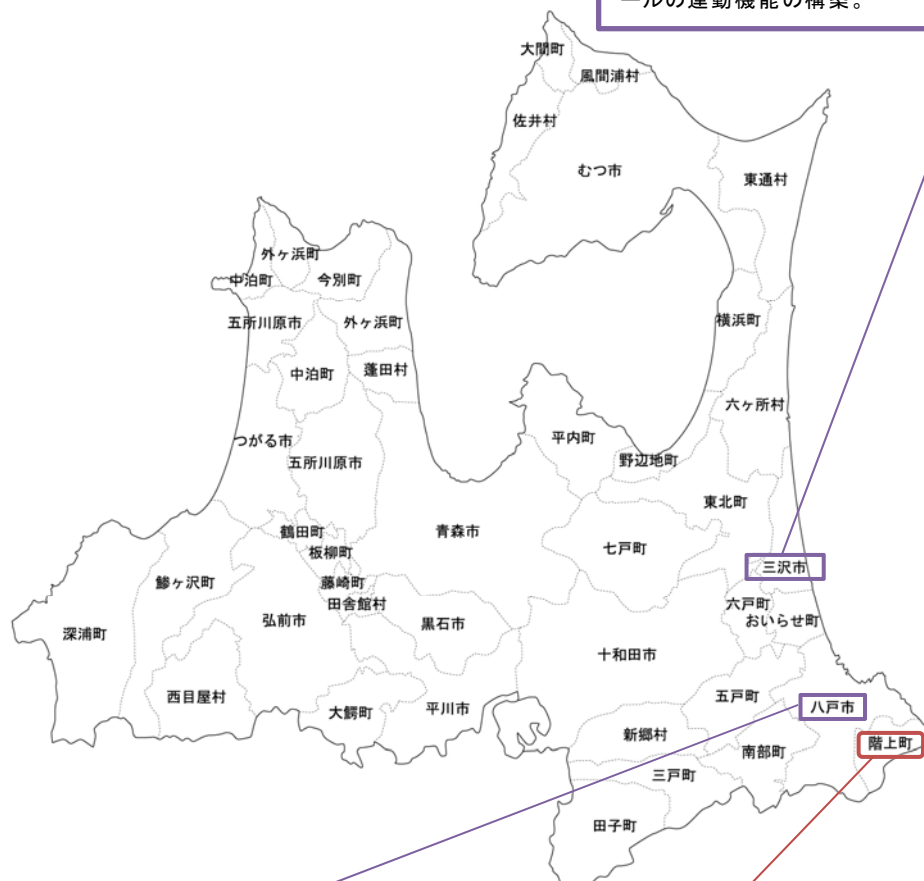 ールの連動機能の構築。
大間町
風間浦村
佐井村
むつ市
東通村
外ヶ浜町
中泊町
今別町
五所川原市
外ヶ浜町
横浜町
中泊町
蓬田村
六ヶ所村
つがる市
平内町
五所川原市
野辺地町
東北町
鶴田町
青森市
板柳町
七戸町
三沢市
鰺ヶ沢町
藤崎町
田舎館村
六戸町
弘前市
黒石市
おいらせ町
深浦町
十和田市
西目屋村
五戸町
大鰐町
平川市
八戸市
新郷村
階上町
南部町
三戸町
田子町